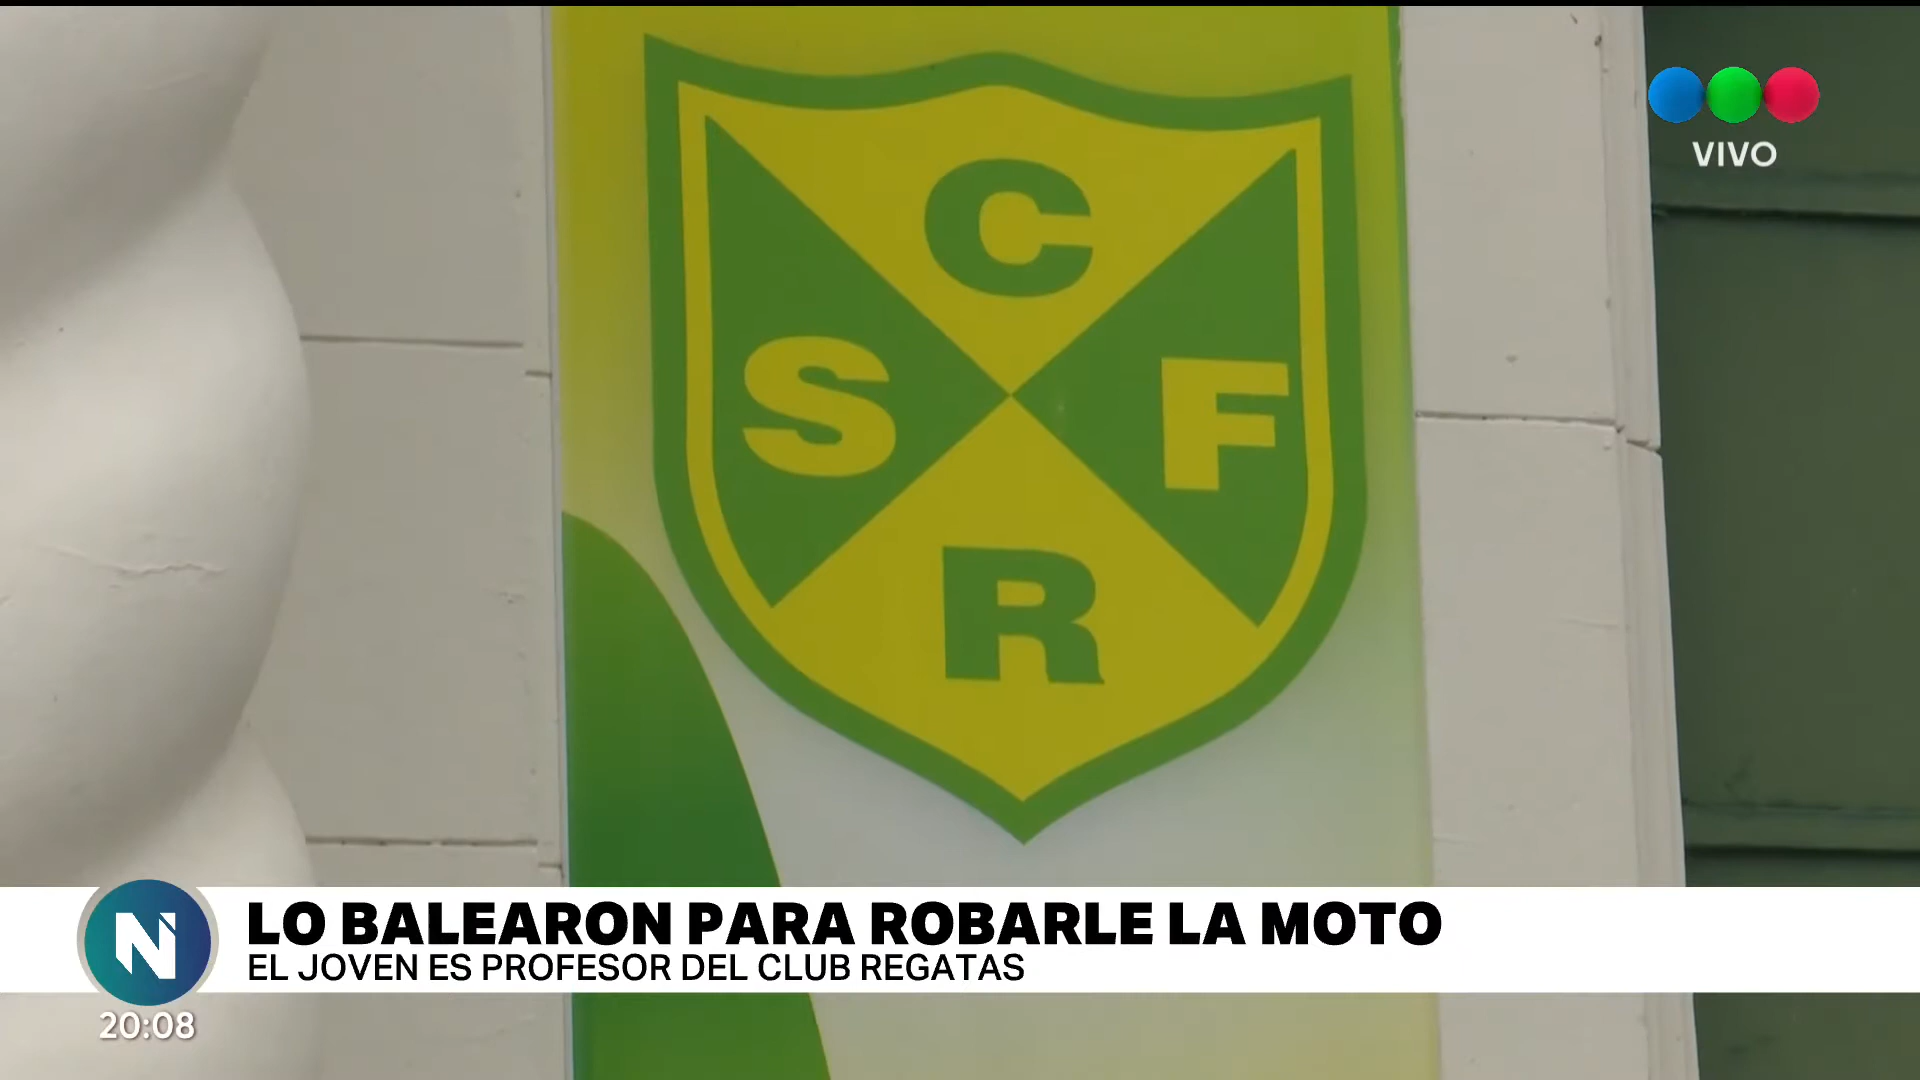 VIVO
C
S F
R
LO BALEARON PARA ROBARLE LA MOTO
EL JOVEN ES PROFESOR DEL CLUB REGATAS
N
20:08